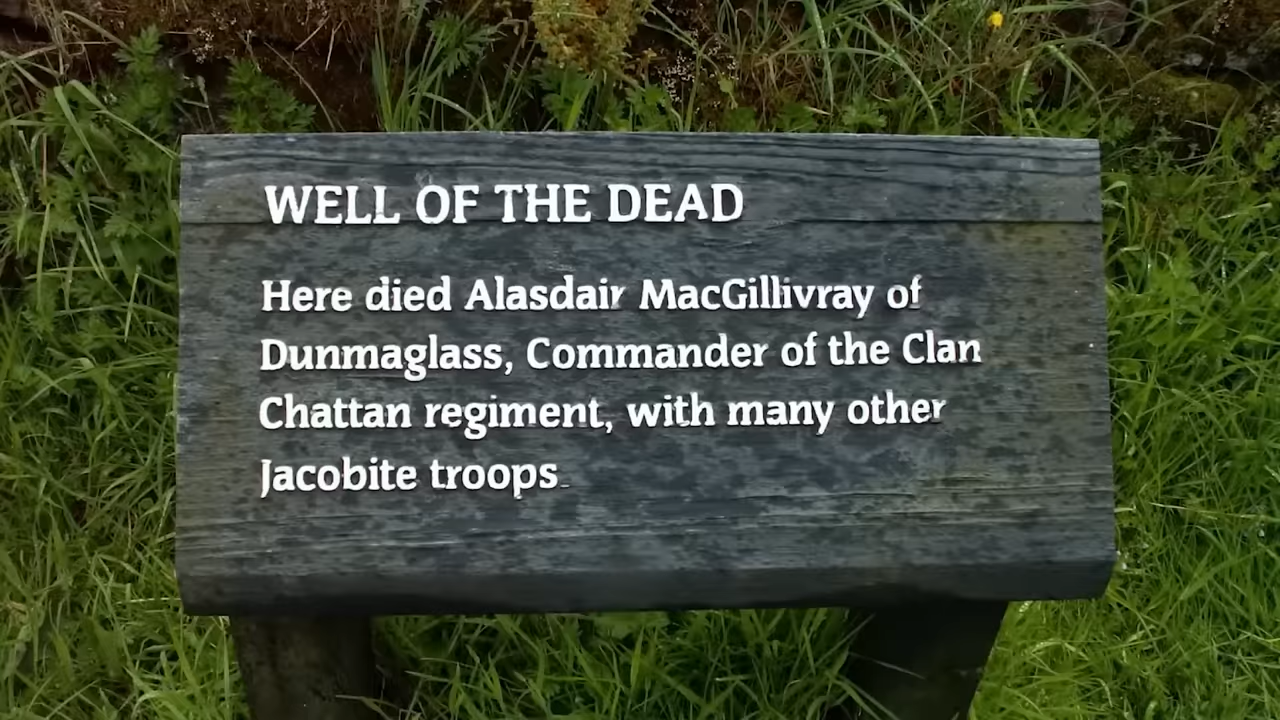 WELL OF THE DEAD
Here died Alasdair MacGillivray of
Dunmaglass, Commander of the Clan
Chattan regiment, with many other
Jacobite troops.